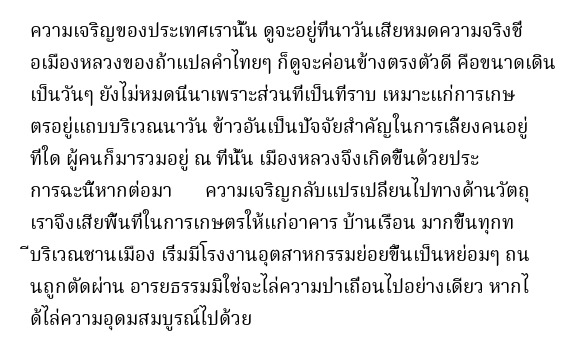 ความเจริญของประเทศเรานั้น ดูจะอยู่ที่นาวันเสียหมดความจริงชื่
อเมืองหลวงของถ้าแปลคำไทยๆ ก็ดูจะค่อนข้างตรงตัวดี คือขนาดเดิน
เป็นวันๆ ยังไม่หมดนี่นาเพราะส่วนที่เป็นที่ราบ เหมาะแก่การเกษ
ตรอยู่แถบบริเวณนาวัน ข้าวอันเป็นปัจจัยสำคัญในการเลี้ยงคนอยู่
ที่ใด ผู้คนก็มารวมอยู่ ณ ที่นั้น เมืองหลวงจึงเกิดขึ้นด้วยประ
การฉะนี้หากต่อมา ความเจริญกลับแปรเปลี่ยนไปทางด้านวัตถุ
เราจึงเสียพื้นที่ในการเกษตรให้แก่อาคาร บ้านเรือน มากขึ้นทุกท
ีบริเวณชานเมือง เริ่มมีโรงงานอุตสาหกรรมย่อยขึ้นเป็นหย่อมๆ ถน
นถูกตัดผ่าน อารยธรรมมิใช่จะไล่ความป่าเถื่อนไปอย่างเดียว หากไ
ด้ไล่ความอุดมสมบูรณ์ไปด้วย